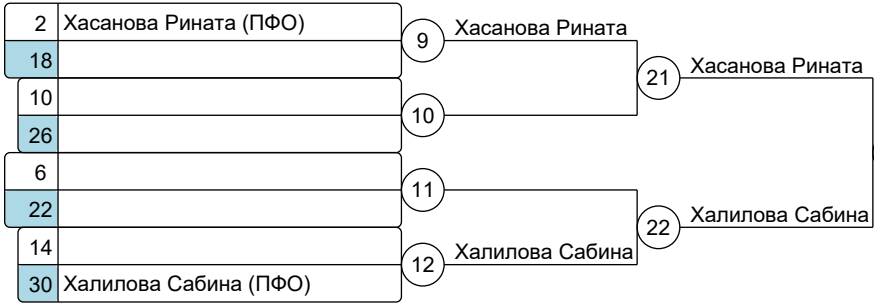 2 Хасанова Рината (ПФО)
9 Хасанова Рината
18
21 Хасанова Рината
10
10
26
6
11
22
22 Халилова Сабина
14
12 Халилова Сабина
30 Халилова Сабина (ПФО)